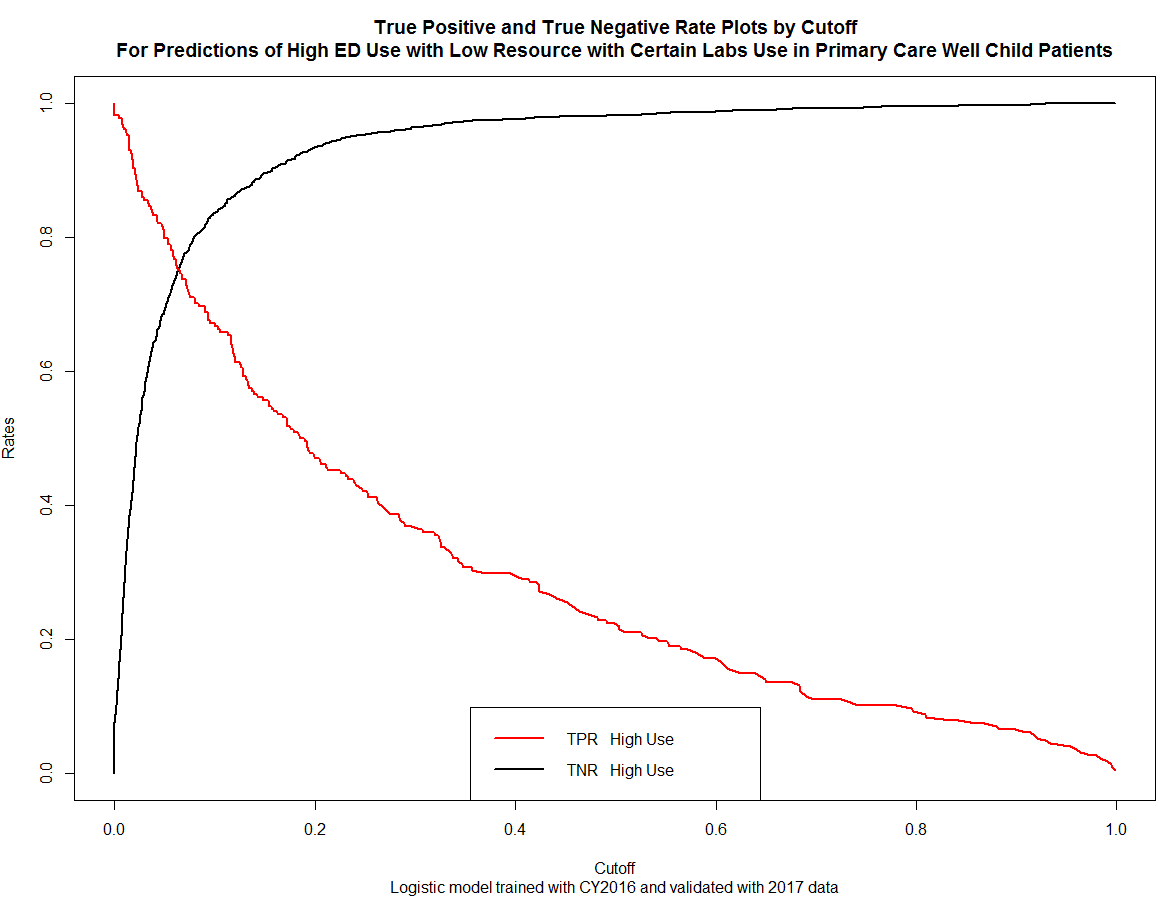 True Positive and True Negative Rate Plots by Cutoff
For Predictions of High ED Use with Low Resource with Certain Labs Use in Primary Care Well Child Patients
1.0
0.8
0.6
0.4
0.2
0.0
Rates
TPR High Use
TNR High Use
0.0 0.2 0.4 0.6 0.8 1.0
Cutoff
Logistic model trained with CY2016 and validated with 2017 data